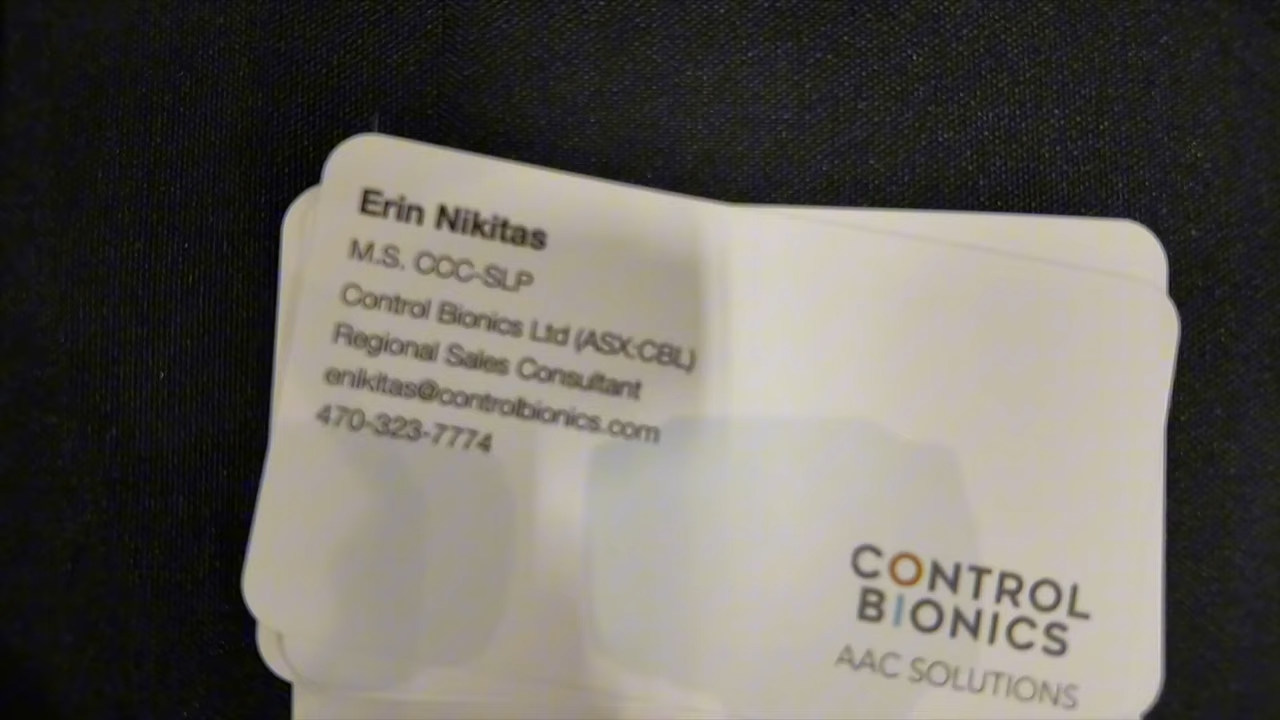 Erin Nikitas
M.S. CCC-SLP
Control Bionics Ltd (ASX:CBL)
Regional Sales Consultant
enikitas@controlbionics.com
470-323-7774
CONTROL
BIONICS
AAC SOLUTIONS